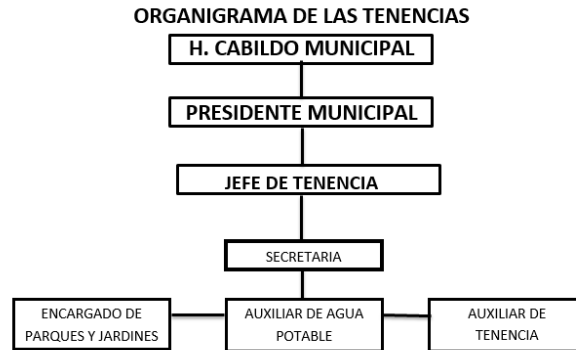 ORGANIGRAMA DE LAS TENENCIAS
H. CABILDO MUNICIPAL
PRESIDENTE MUNICIPAL
JEFE DE TENENCIA
SECRETARIA
ENCARGADO DE
PARQUES Y JARDINES
AUXILIAR DE AGUA
POTABLE
AUXILIAR DE
TENENCIA